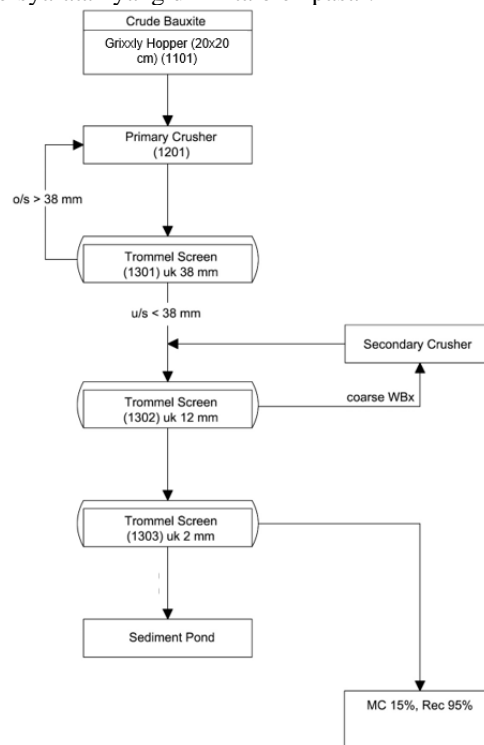 Crude Bauxite
Grixxly Hopper (20x20
cm) (1101)
Primary Crusher
(1201)
o/s > 38 mm
Trommel Screen
(1301) uk 38 mm
u/s < 38 mm
Secondary Crusher
Trommel Screen
(1302) uk 12 mm
coarse WBx
Trommel Screen
(1303) uk 2 mm
Sediment Pond
MC 15%, Rec 95%